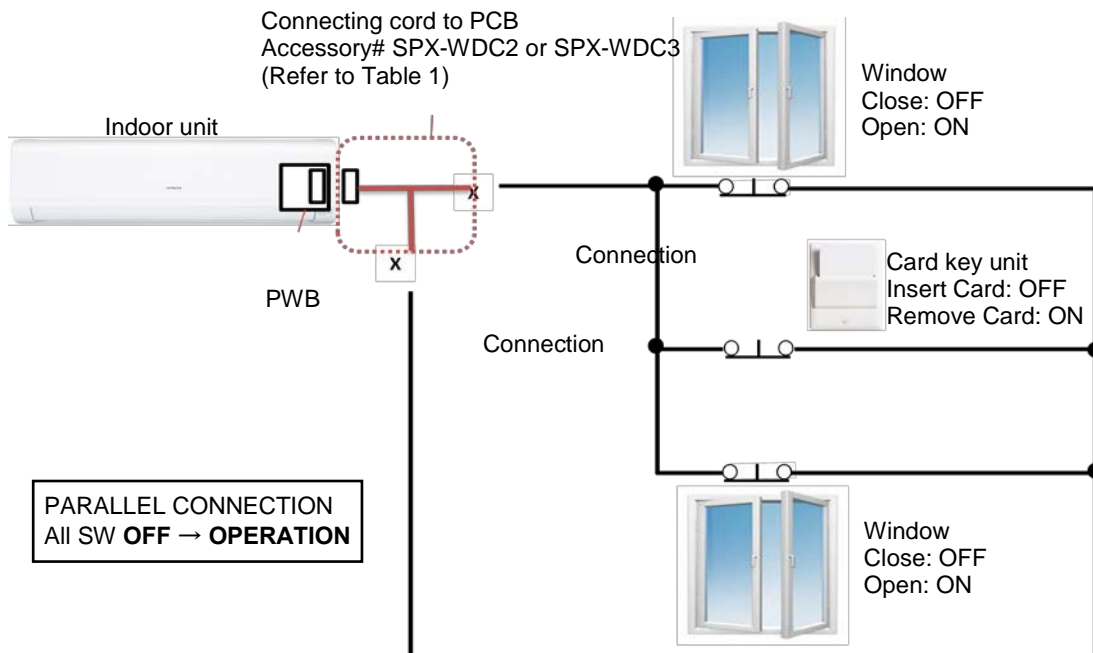 Connecting cord to PCB
Accessory# SPX-WDC2 or SPX-WDC3
(Refer to Table 1)
Indoor unit
HITACHI
X
X
PWB
Connection
Connection
Window
Close: OFF
Open: ON
Card key unit
Insert Card: OFF
Remove Card: ON
PARALLEL CONNECTION
All SW OFF → OPERATION
Window
Close: OFF
Open: ON